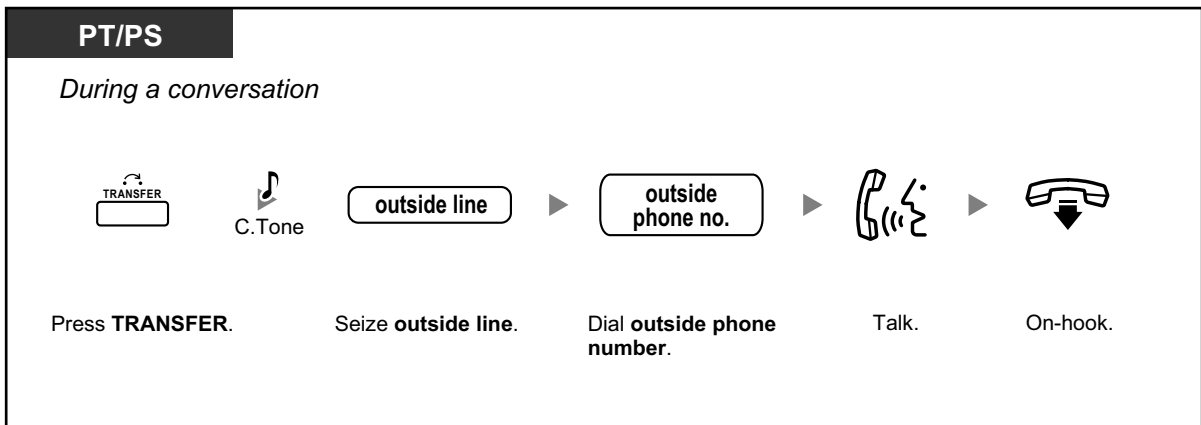 PT/PS
During a conversation
TRANSFER
C.Tone
outside line
outside
phone no.
Press TRANSFER.
Seize outside line.
Dial outside phone
number.
Talk.
On-hook.